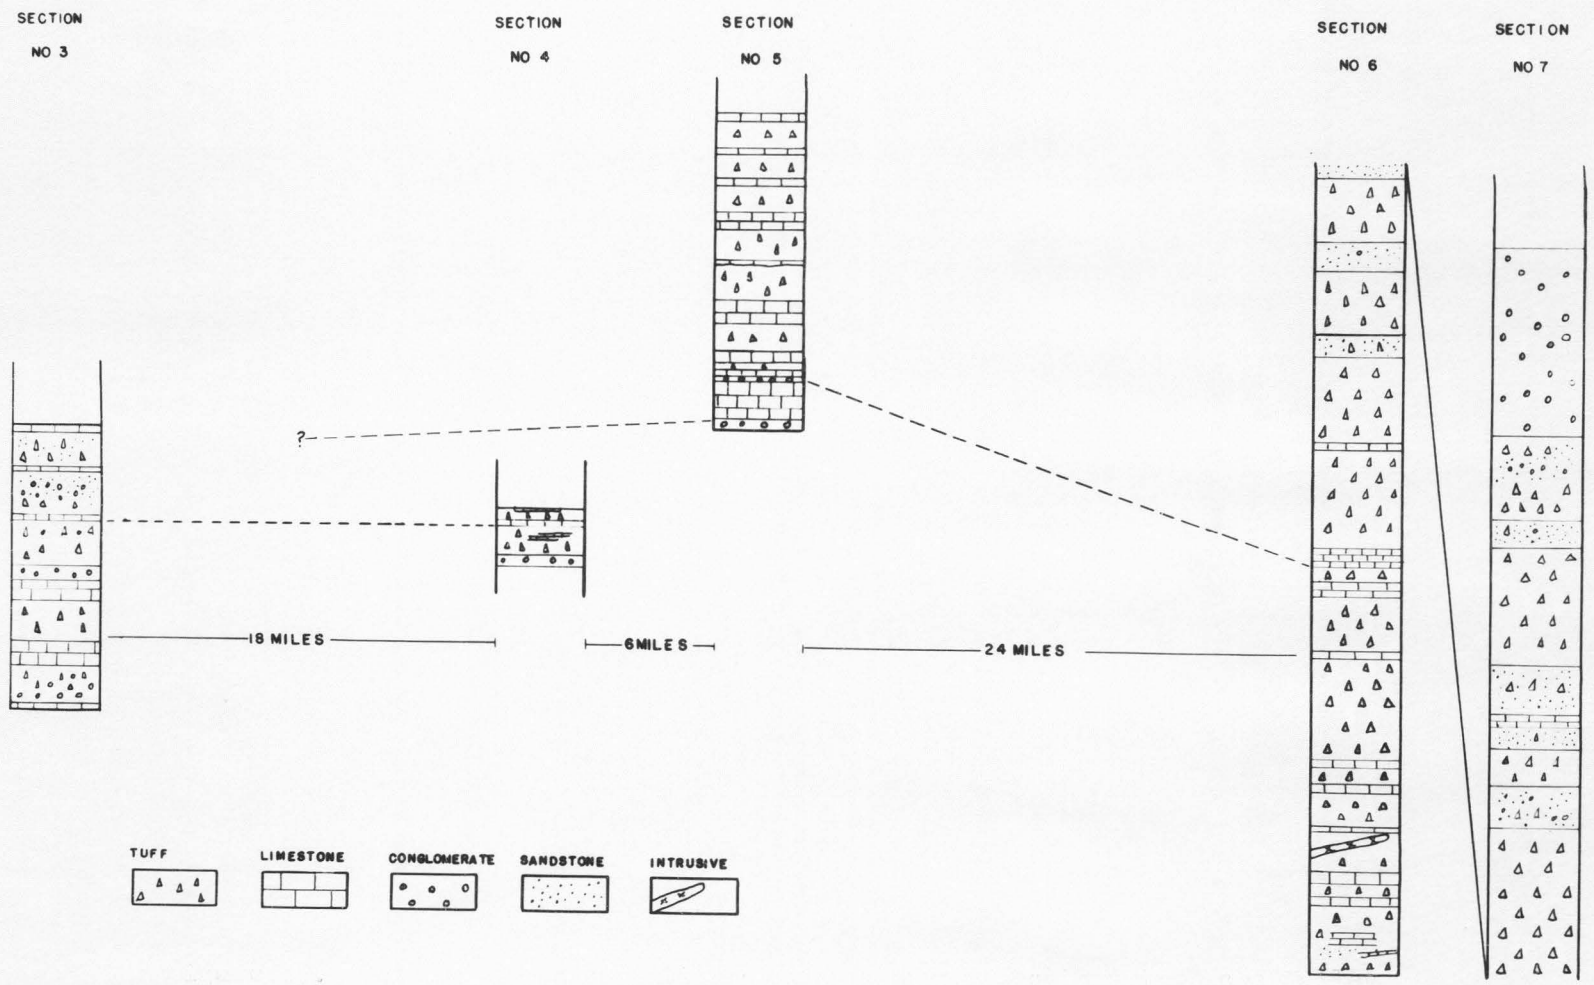 SECTION
NO 3
SECTION
NO 4
SECTION
NO 5
SECTION
NO 6
SECTION
NO 7
?
18 MILES
6 MILES
24 MILES
TUFF
LIMESTONE
CONGLOMERATE
SANDSTONE
INTRUSIVE